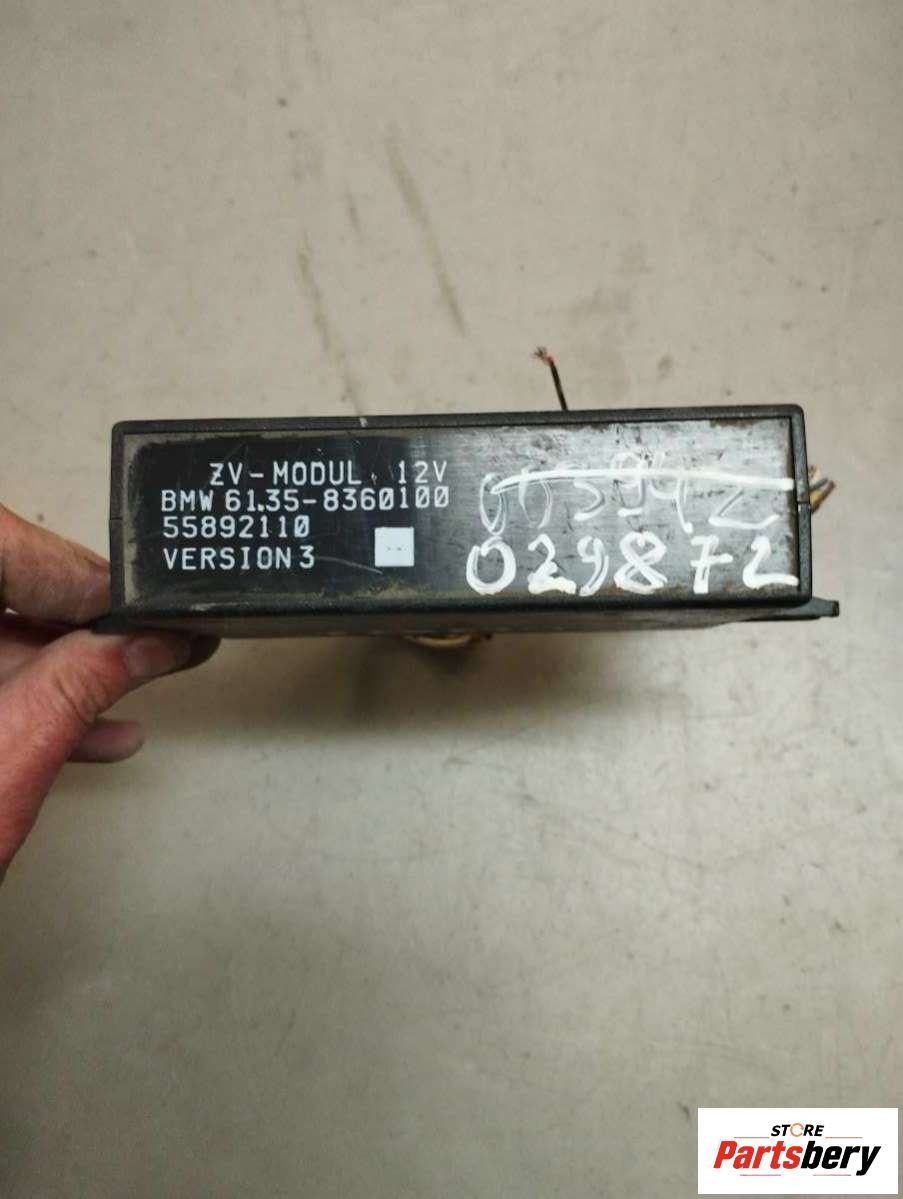 ZV-MODUL 12V
BMW 61.35-8360100
55892110
VERSION 3
029872
STORE
Partsbery